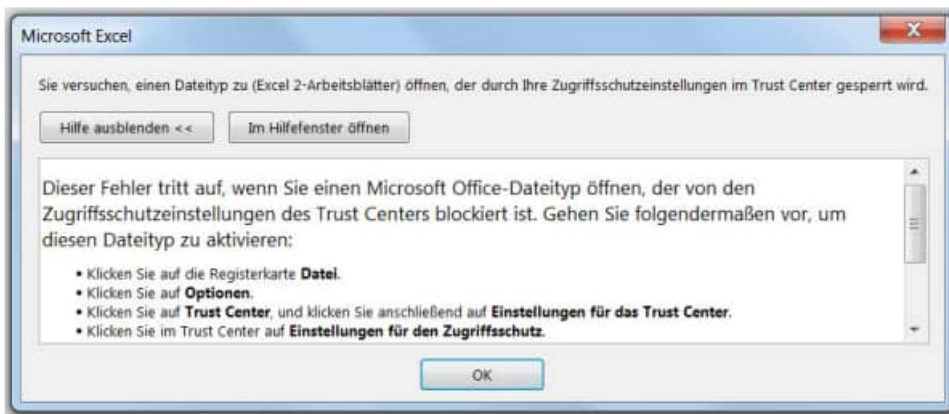 Microsoft Excel
Sie versuchen, einen Dateityp zu (Excel 2-Arbeitsblätter) öffnen, der durch Ihre Zugriffsschutzeinstellungen im Trust Center gesperrt wird.
Hilfe ausblenden << Im Hilfefenster öffnen
Dieser Fehler tritt auf, wenn Sie einen Microsoft Office-Dateityp öffnen, der von den
Zugriffsschutzeinstellungen des Trust Centers blockiert ist. Gehen Sie folgendermaßen vor, um
diesen Dateityp zu aktivieren:
• Klicken Sie auf die Registerkarte Datei.
• Klicken Sie auf Optionen.
• Klicken Sie auf Trust Center, und klicken Sie anschließend auf Einstellungen für das Trust Center.
• Klicken Sie im Trust Center auf Einstellungen für den Zugriffsschutz.
OK